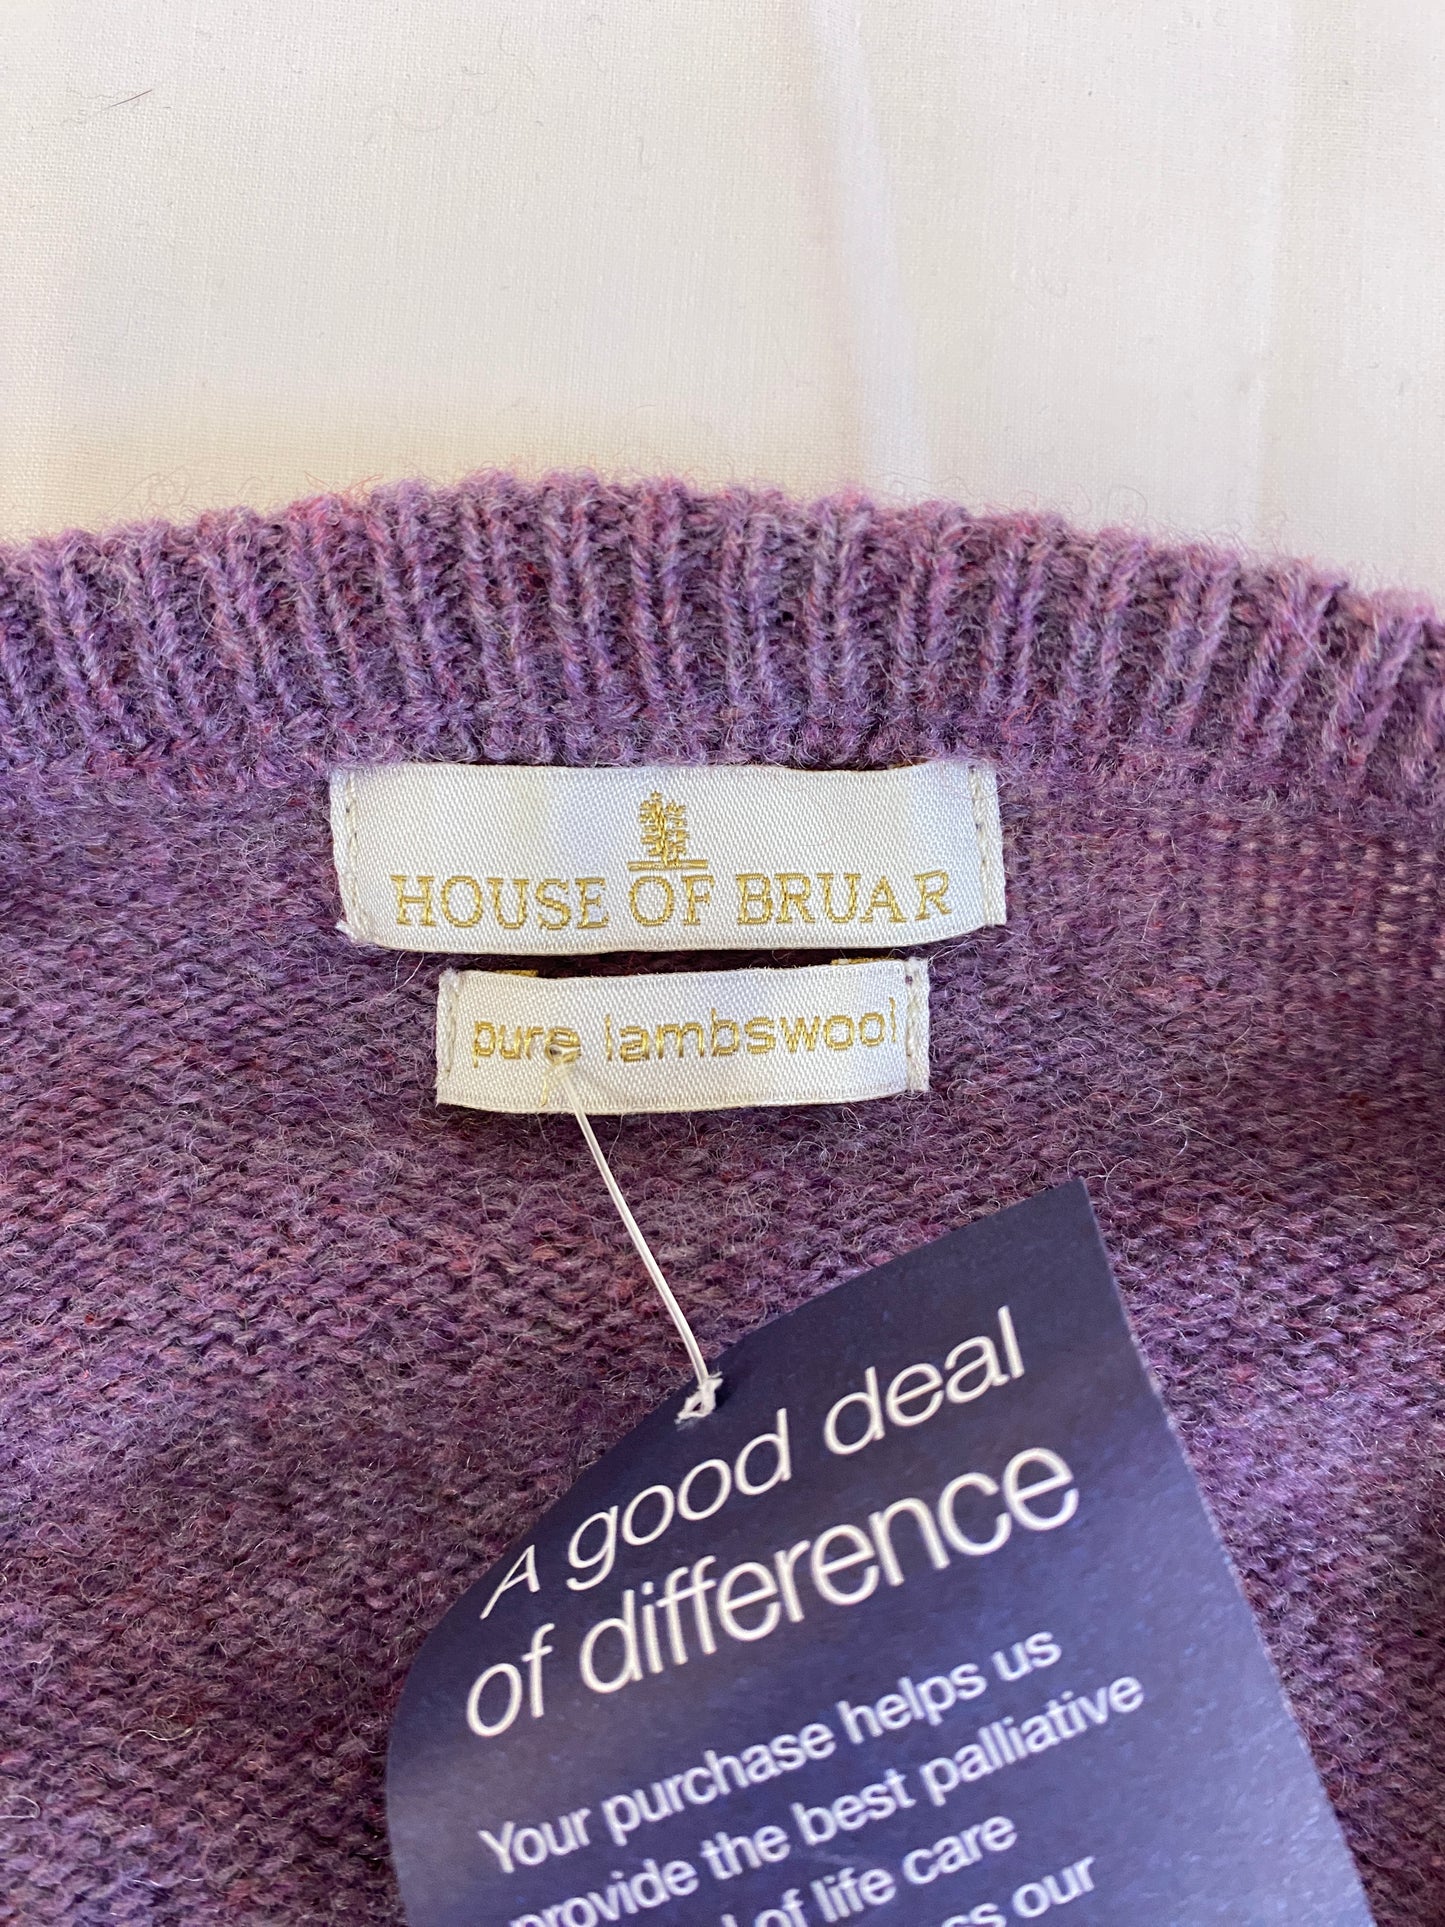 HOUSE OF BRUAR
pure lambswool
A good deal
of difference
Your purchase helps us
provide the best palliative
of life care
our